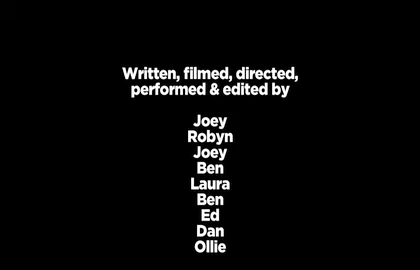 Written, filmed, directed,
performed & edited by
Joey
Robyn
Joey
Ben
Laura
Ben
Ed
Dan
Ollie